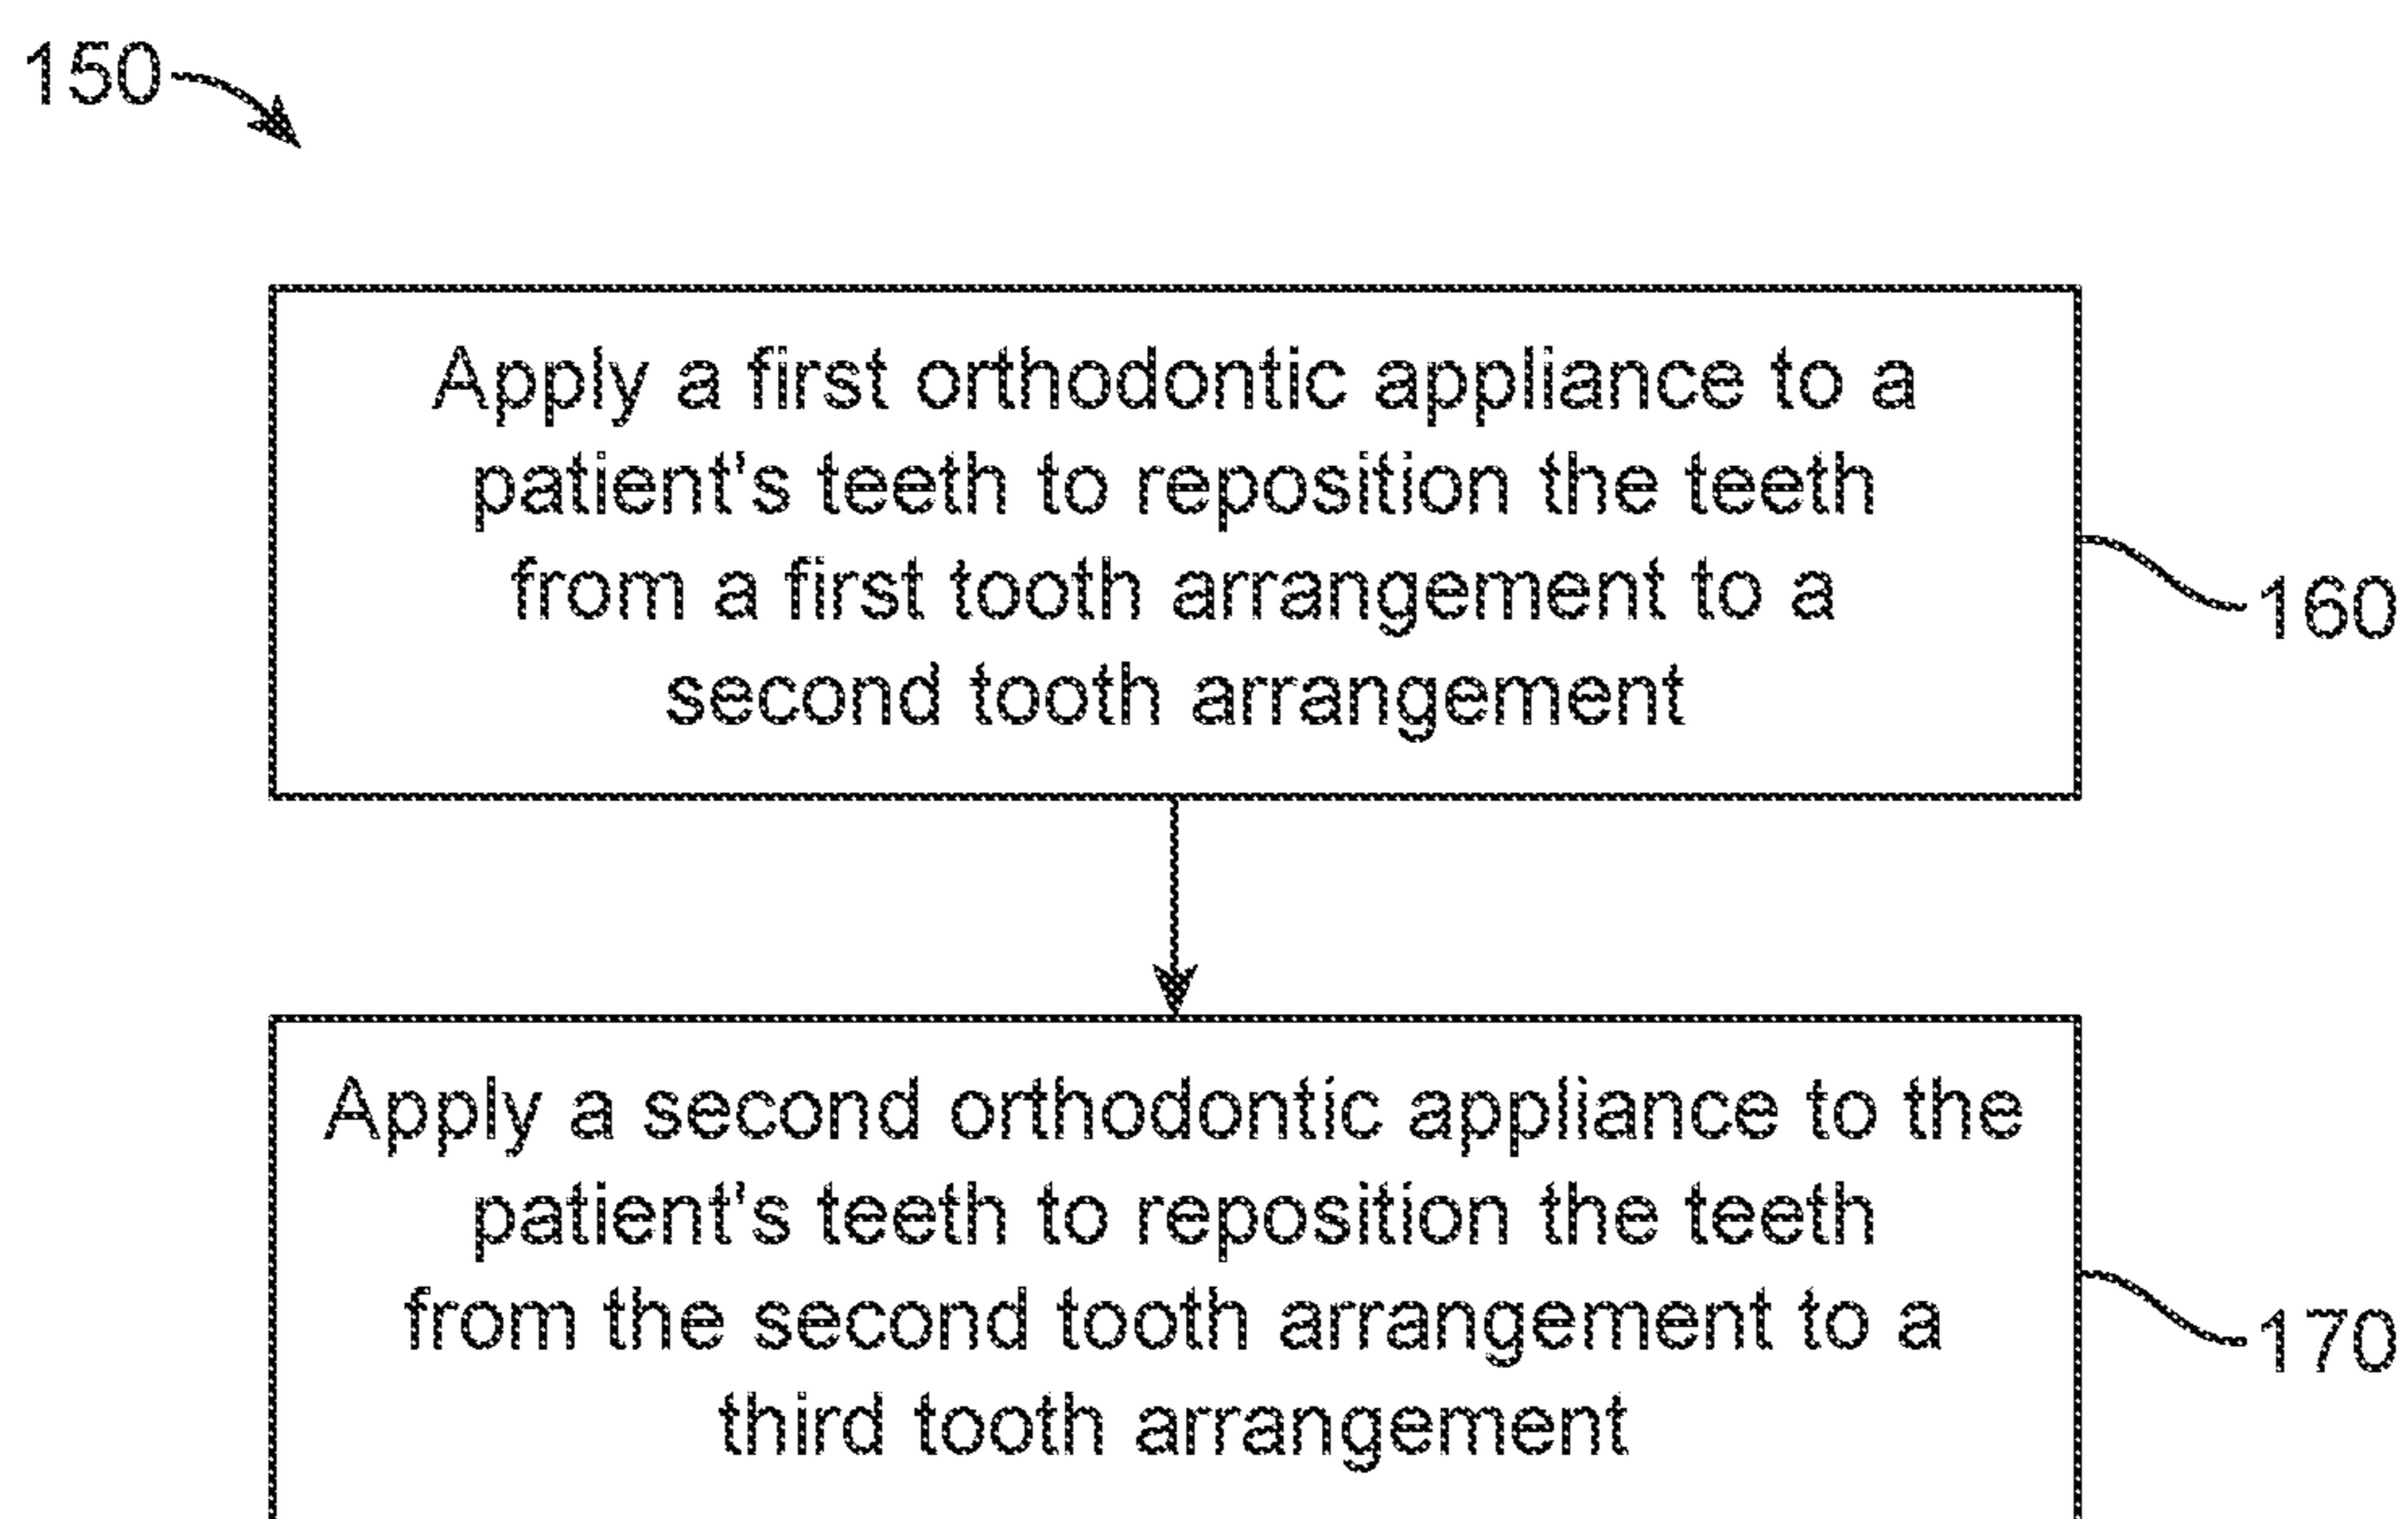 150
Apply a first orthodontic appliance to a
patient's teeth to reposition the teeth
from a first tooth arrangement to a
second tooth arrangement
160
Apply a second orthodontic appliance to the
patient's teeth to reposition the teeth
from the second tooth arrangement to a
third tooth arrangement
170